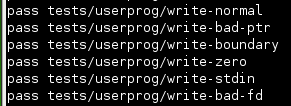 pass tests/userprog/write-normal
pass tests/userprog/write-bad-ptr
pass tests/userprog/write-boundary
pass tests/userprog/write-zero
pass tests/userprog/write-stdin
pass tests/userprog/write-bad-fd